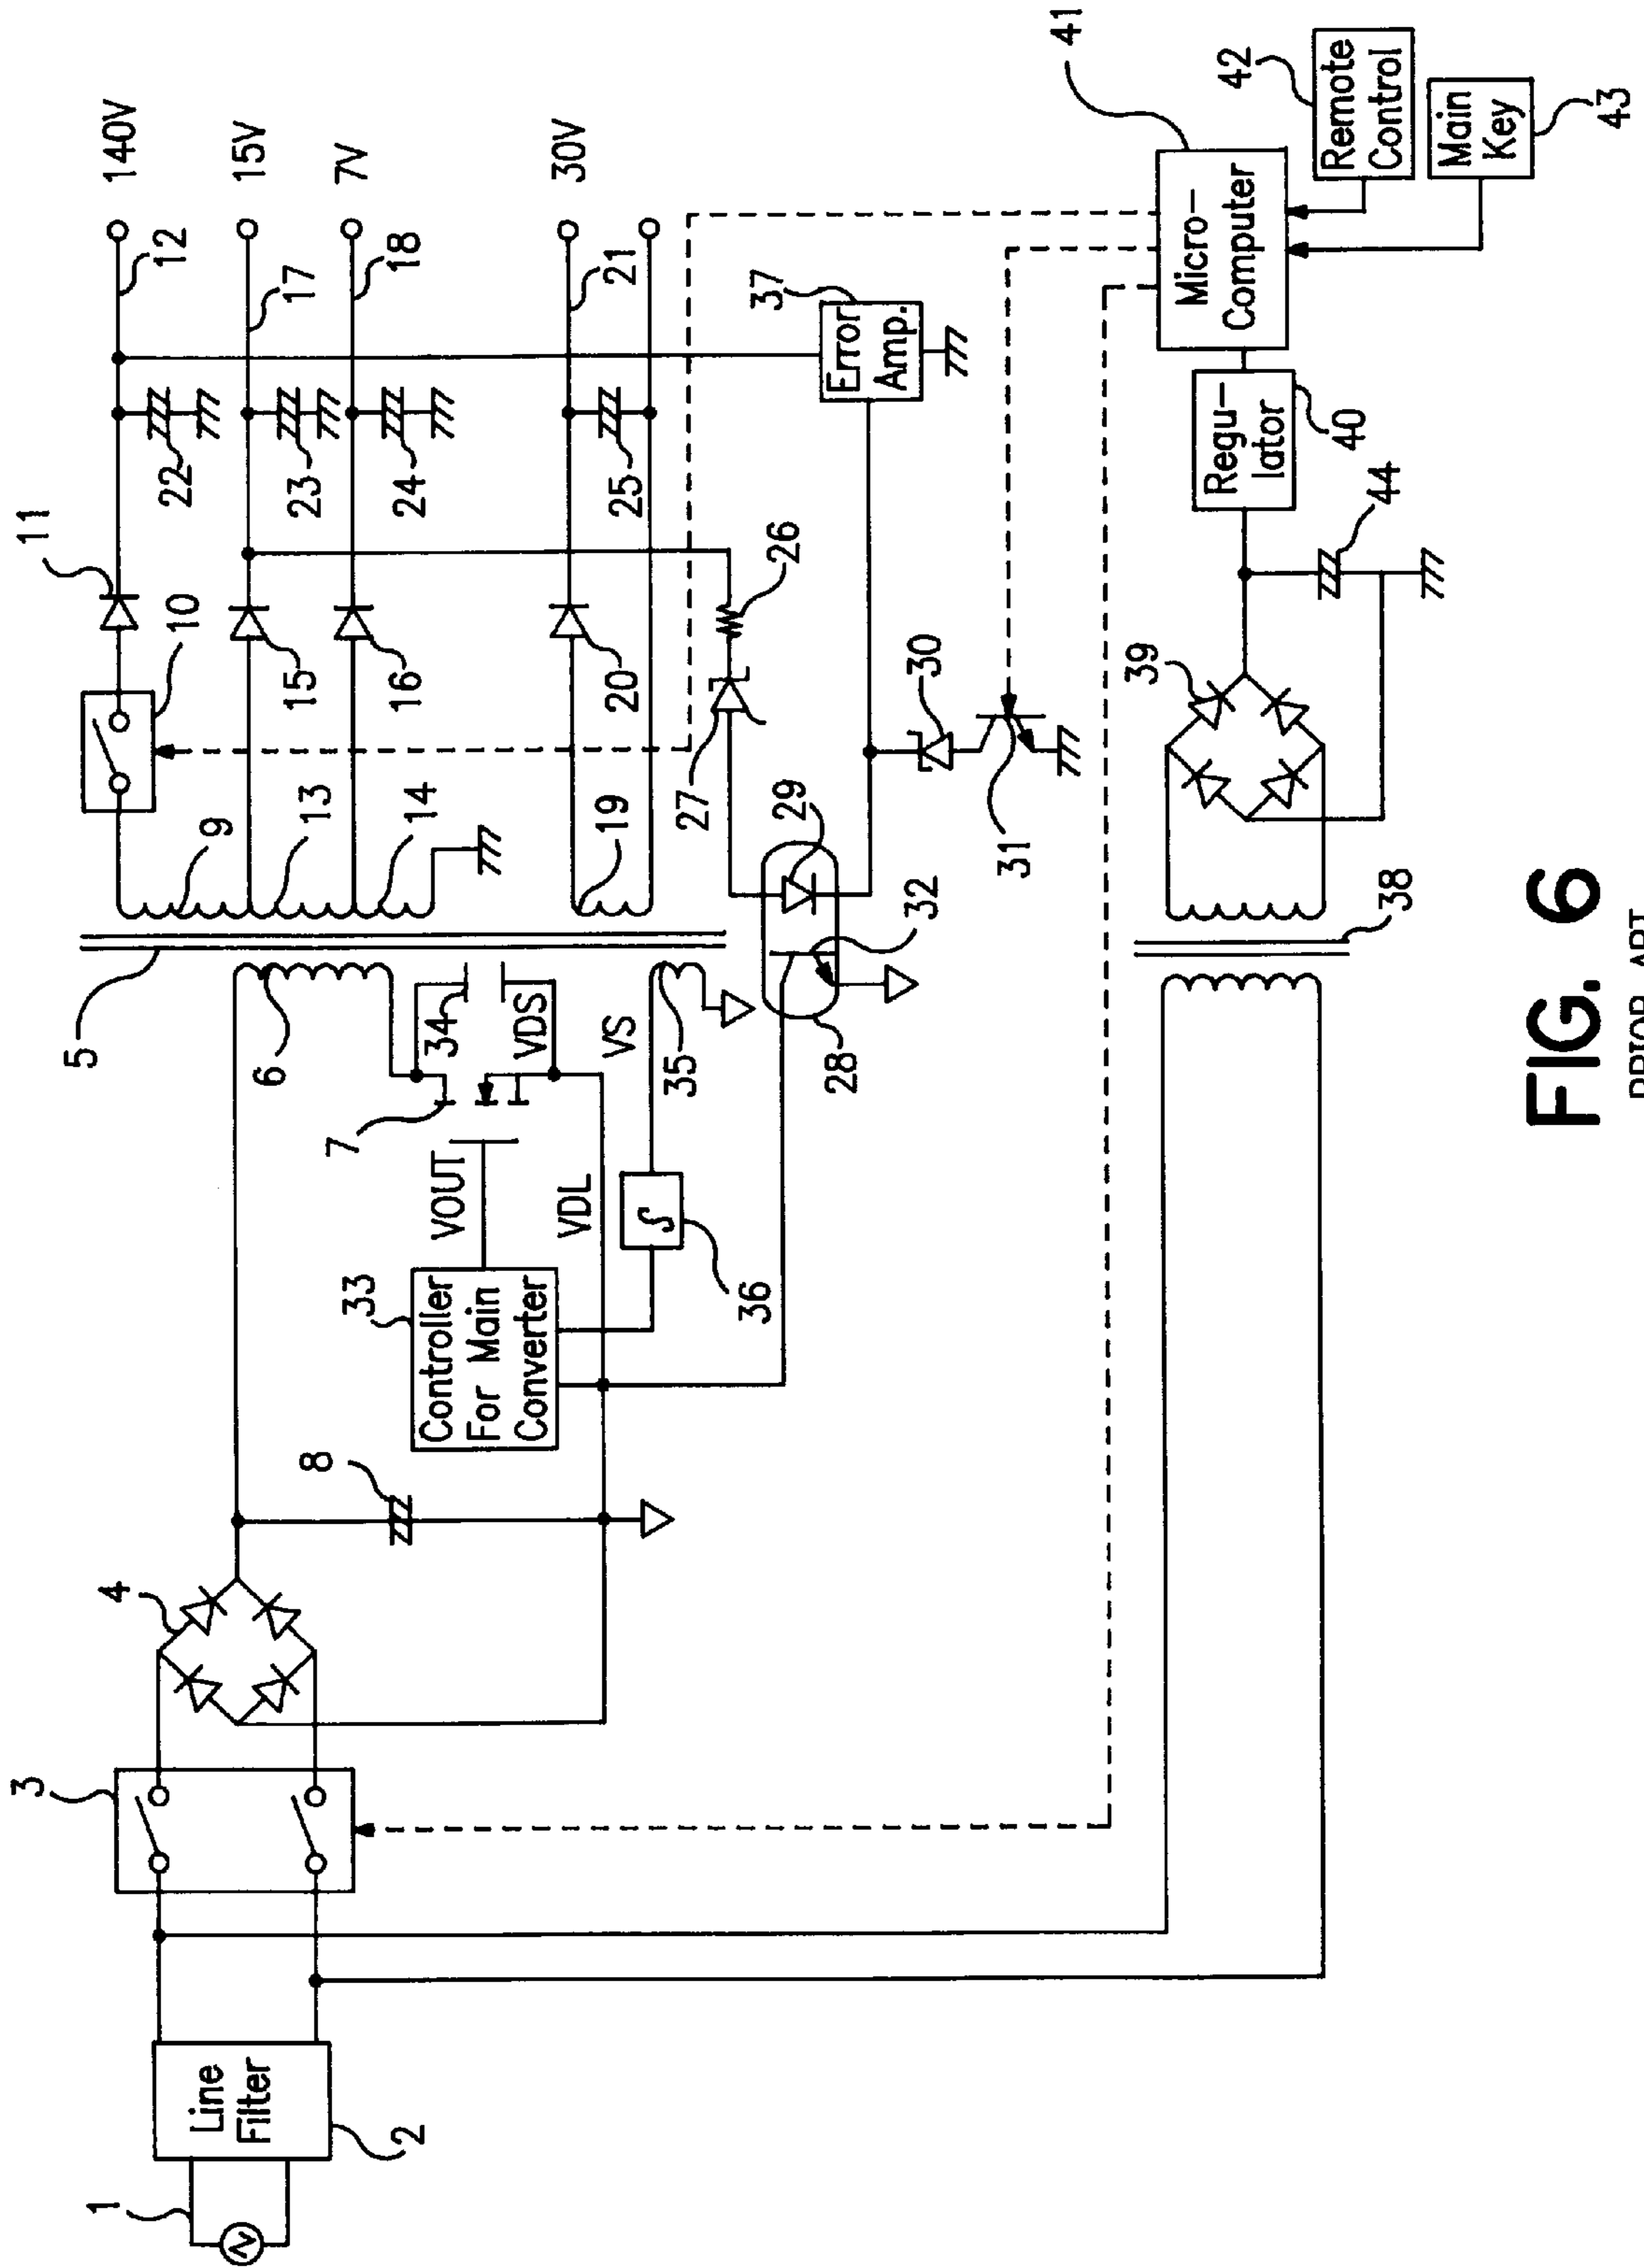 1
Line
Filter
2
3
4
8
5
6
7
34
VDS
VOUT
VDL
VS
35
33
Controller
For Main
Converter
36
28
32
29
9
13
14
19
10
11
15
16
20
27
26
22
23
24
25
12
17
18
21
140V
15V
7V
30V
37
Error
Amp.
30
31
38
39
44
40
Regu-
lator
41
Micro-
Computer
42
Remote
Control
Main
Key
43
FIG. 6
PRIOR ART